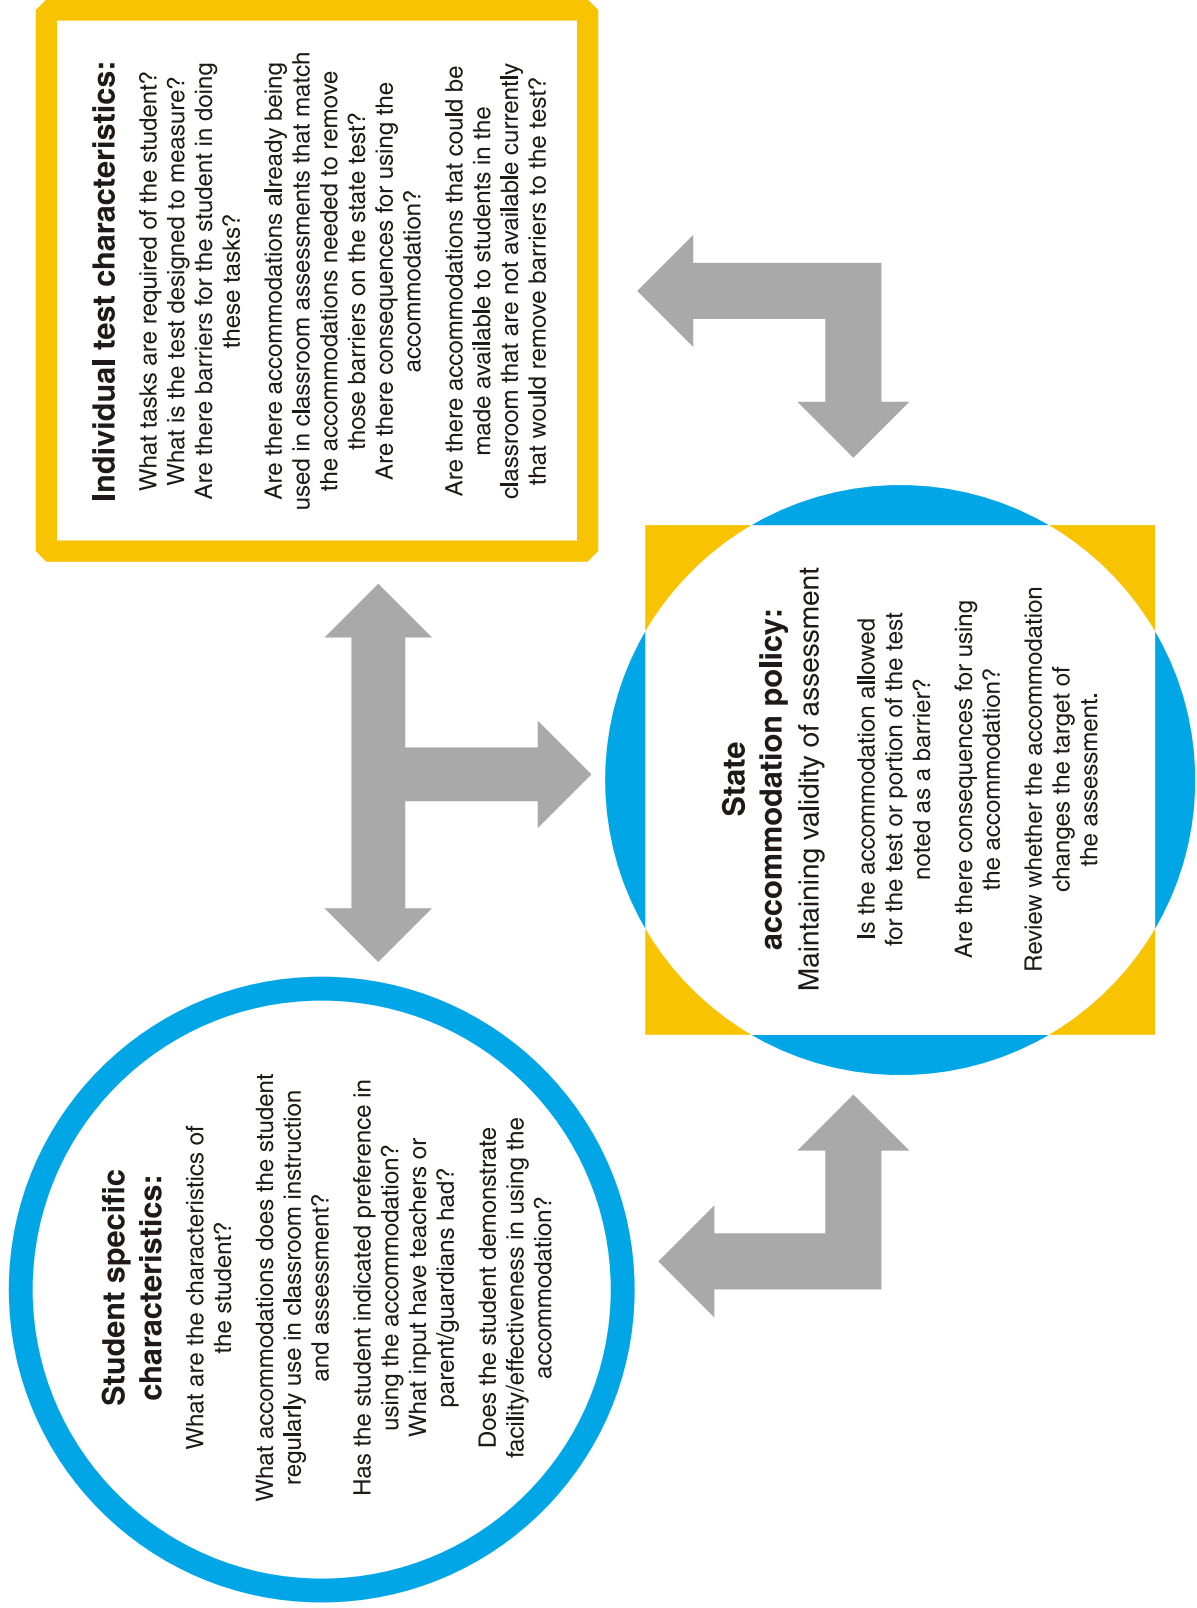 Student specific
characteristics:
What are the characteristics of
the student?
What accommodations does the student
regularly use in classroom instruction
and assessment?
Has the student indicated preference in
using the accommodation?
What input have teachers or
parent/guardians had?
Does the student demonstrate
facility/effectiveness in using the
accommodation?
Individual test characteristics:
What tasks are required of the student?
What is the test designed to measure?
Are there barriers for the student in doing
these tasks?
Are there accommodations already being
used in classroom assessments that match
the accommodations needed to remove
those barriers on the state test?
Are there consequences for using the
accommodation?
Are there accommodations that could be
made available to students in the
classroom that are not available currently
that would remove barriers to the test?
State
accommodation policy:
Maintaining validity of assessment
Is the accommodation allowed
for the test or portion of the test
noted as a barrier?
Are there consequences for using
the accommodation?
Review whether the accommodation
changes the target of
the assessment.